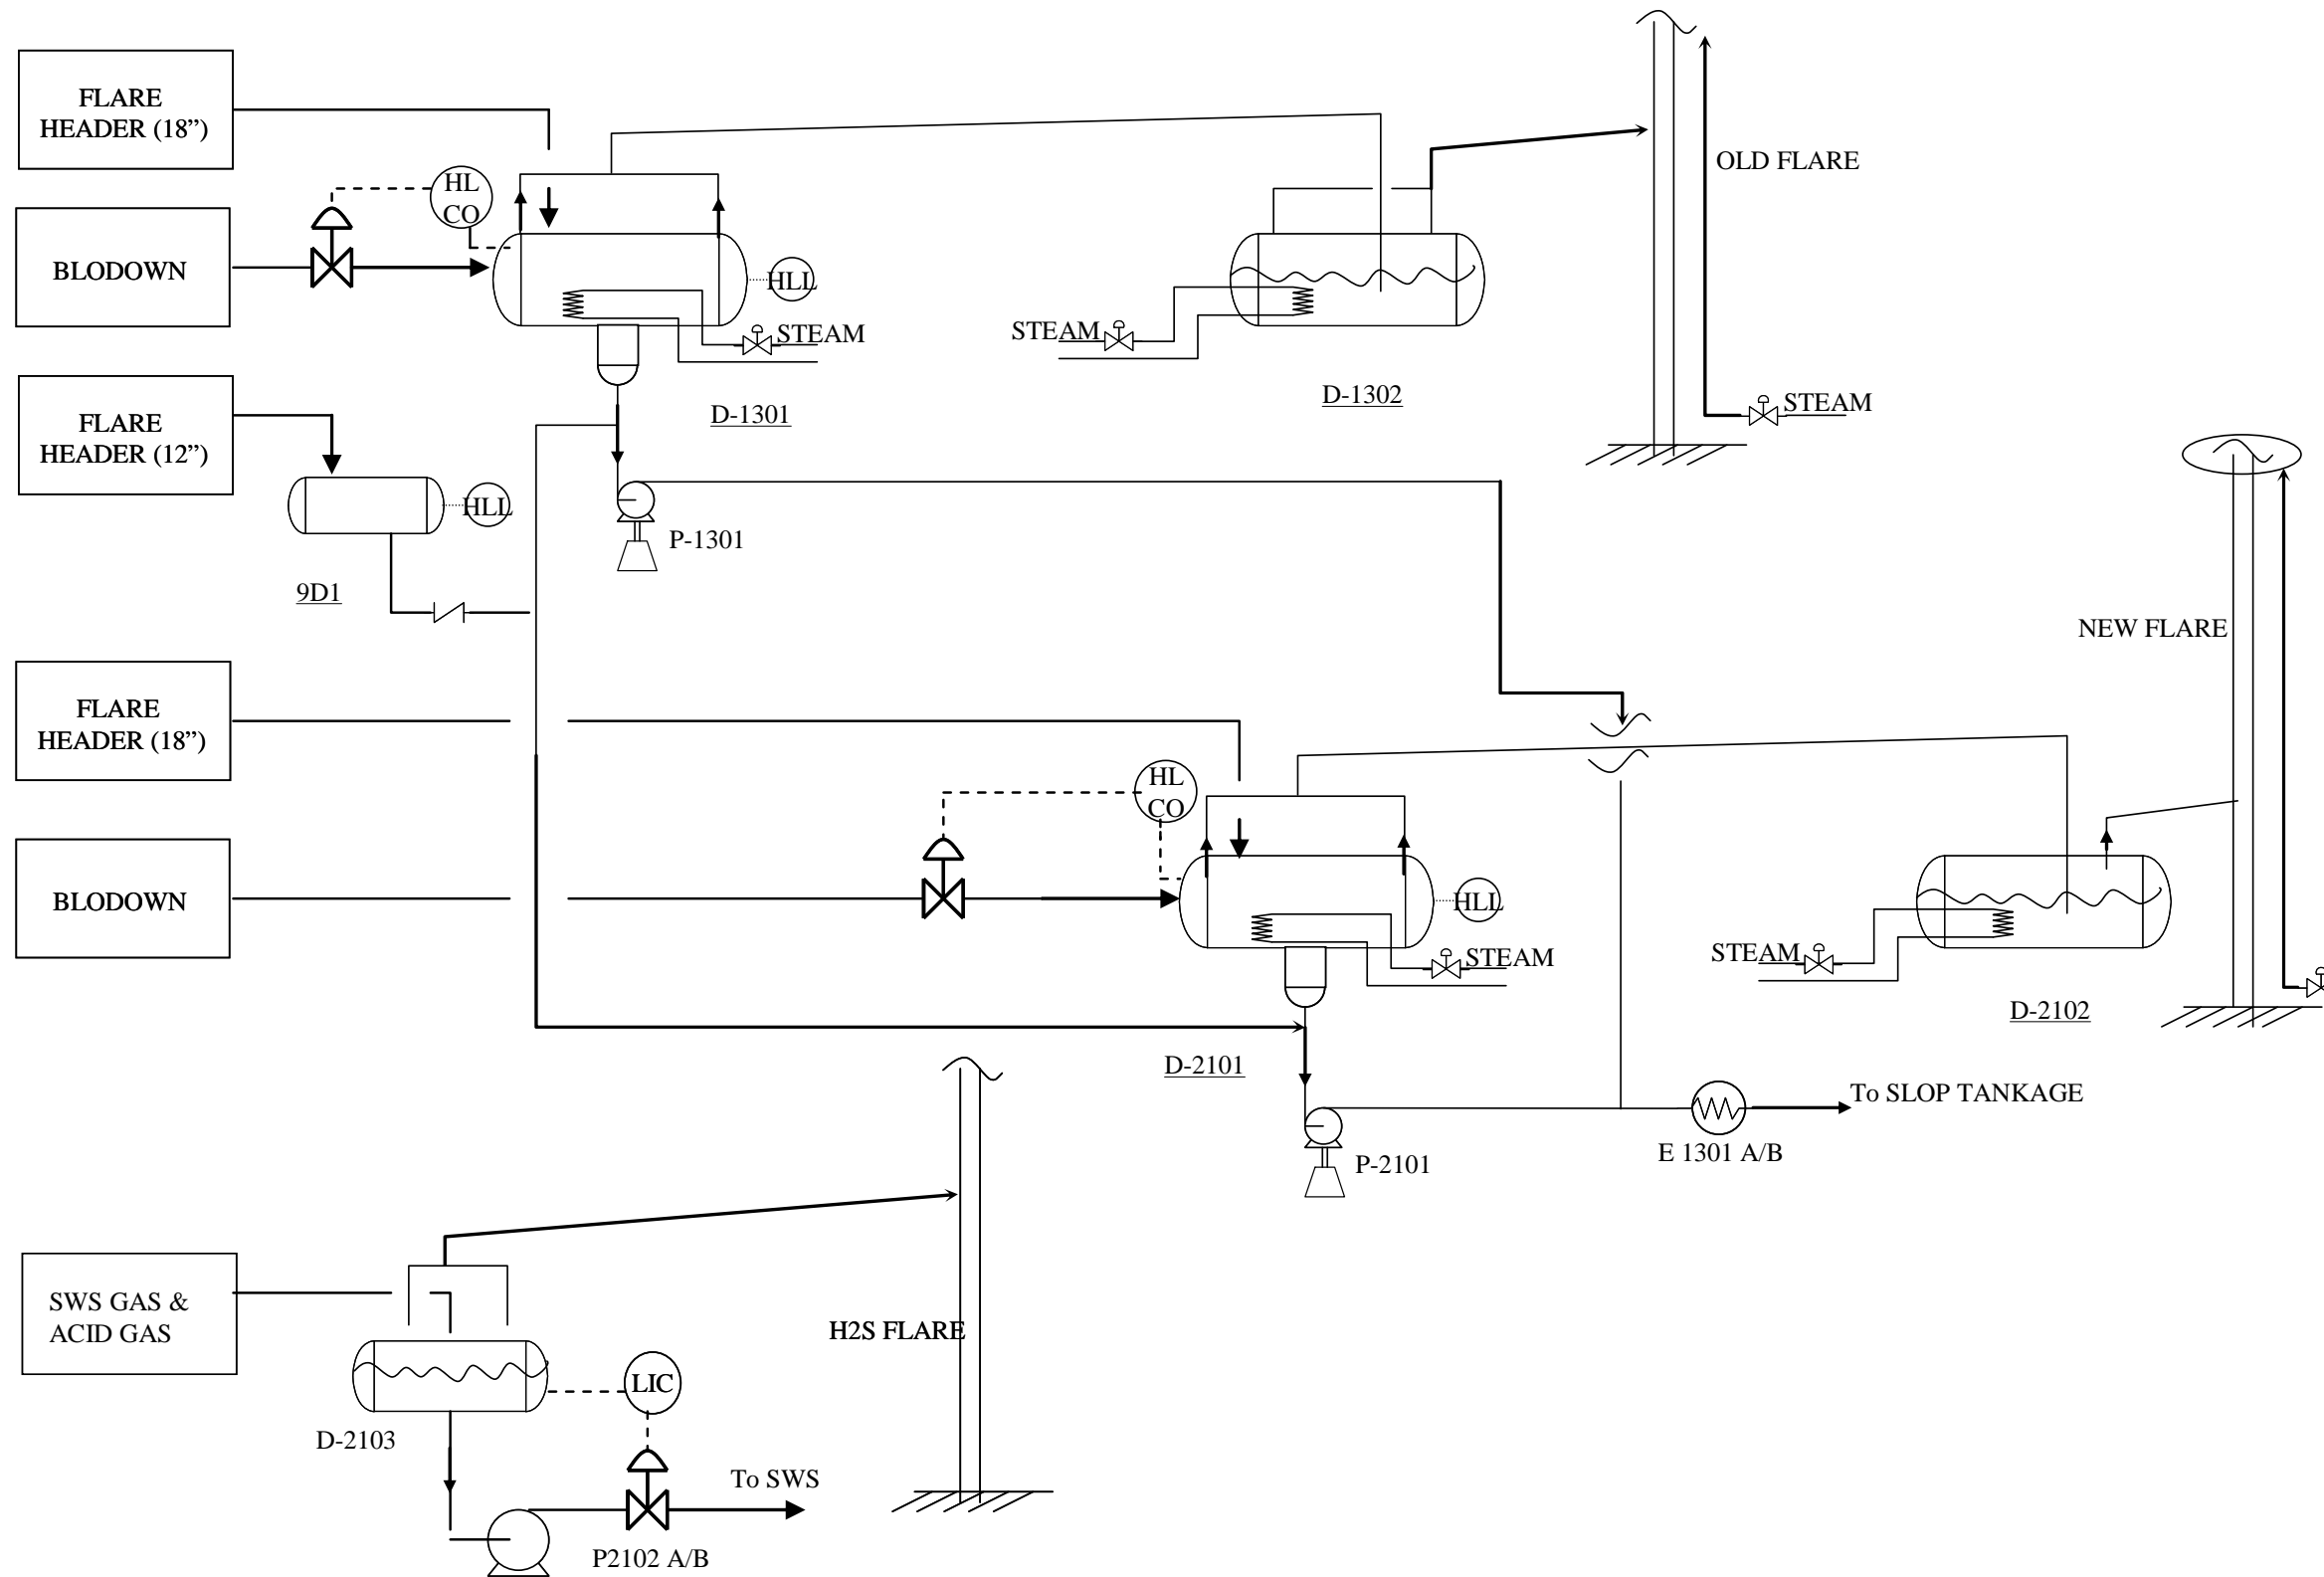 FLARE
HEADER (18”)
HL
CO
BLODOWN
HLL
STEAM
D-1301
STEAM
D-1302
OLD FLARE
STEAM
FLARE
HEADER (12”)
HLL
9D1
P-1301
NEW FLARE
FLARE
HEADER (18”)
HL
CO
BLODOWN
HLL
STEAM
D-2101
STEAM
D-2102
To SLOP TANKAGE
E 1301 A/B
P-2101
SWS GAS &
ACID GAS
H2S FLARE
LIC
D-2103
To SWS
P2102 A/B